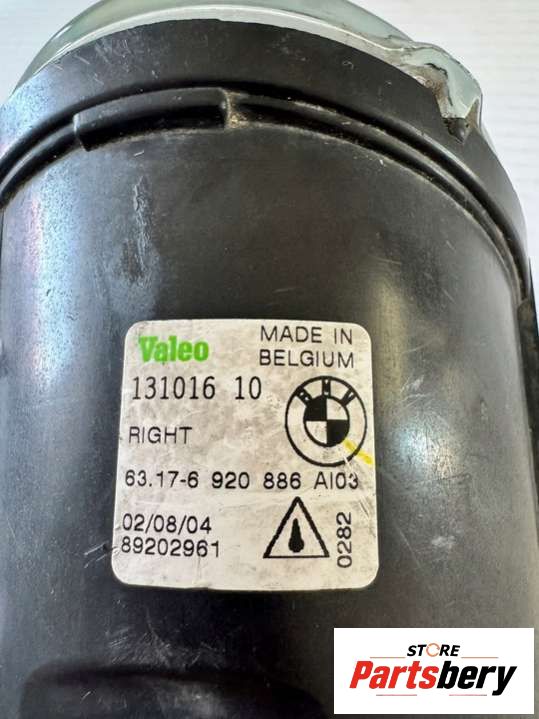 Valeo
MADE IN
BELGIUM
131016 10
BMW
RIGHT
63.17-6 920 886 AI03
02/08/04
89202961
0282
STORE
Partsbery